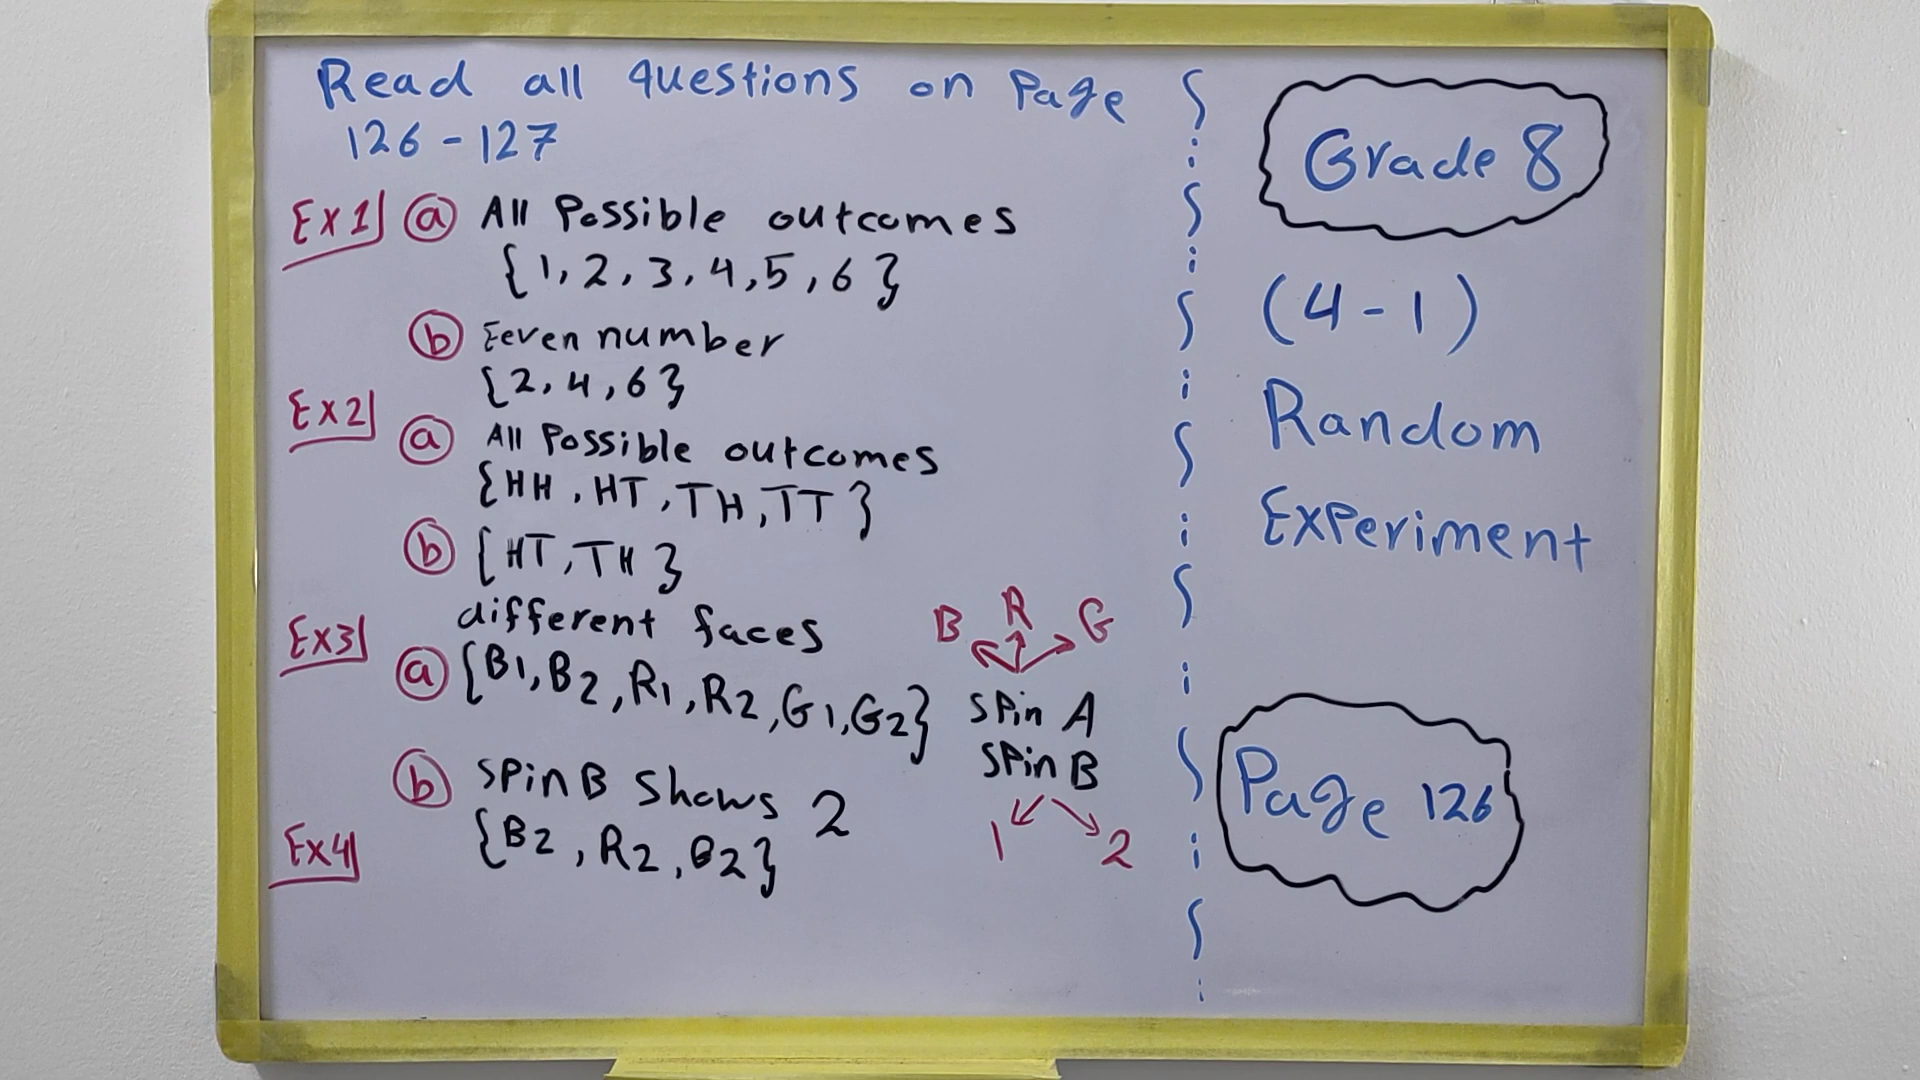 Read all questions on Page
126-127
Ex1 a All Possible outcomes
{1, 2, 3, 4, 5, 6}
b Eeven number
{2, 4, 6}
Ex2
a All Possible outcomes
{HH, HT, TH, TT}
b {HT, TH}
different faces
Ex3
a {B1, B2, R1, R2, G1, G2}
B R G
Spin A
Spin B
1 2
b Spin B Shows 2
{B2, R2, G2}
Ex4
Grade 8
(4-1)
Random
Experiment
Page 126